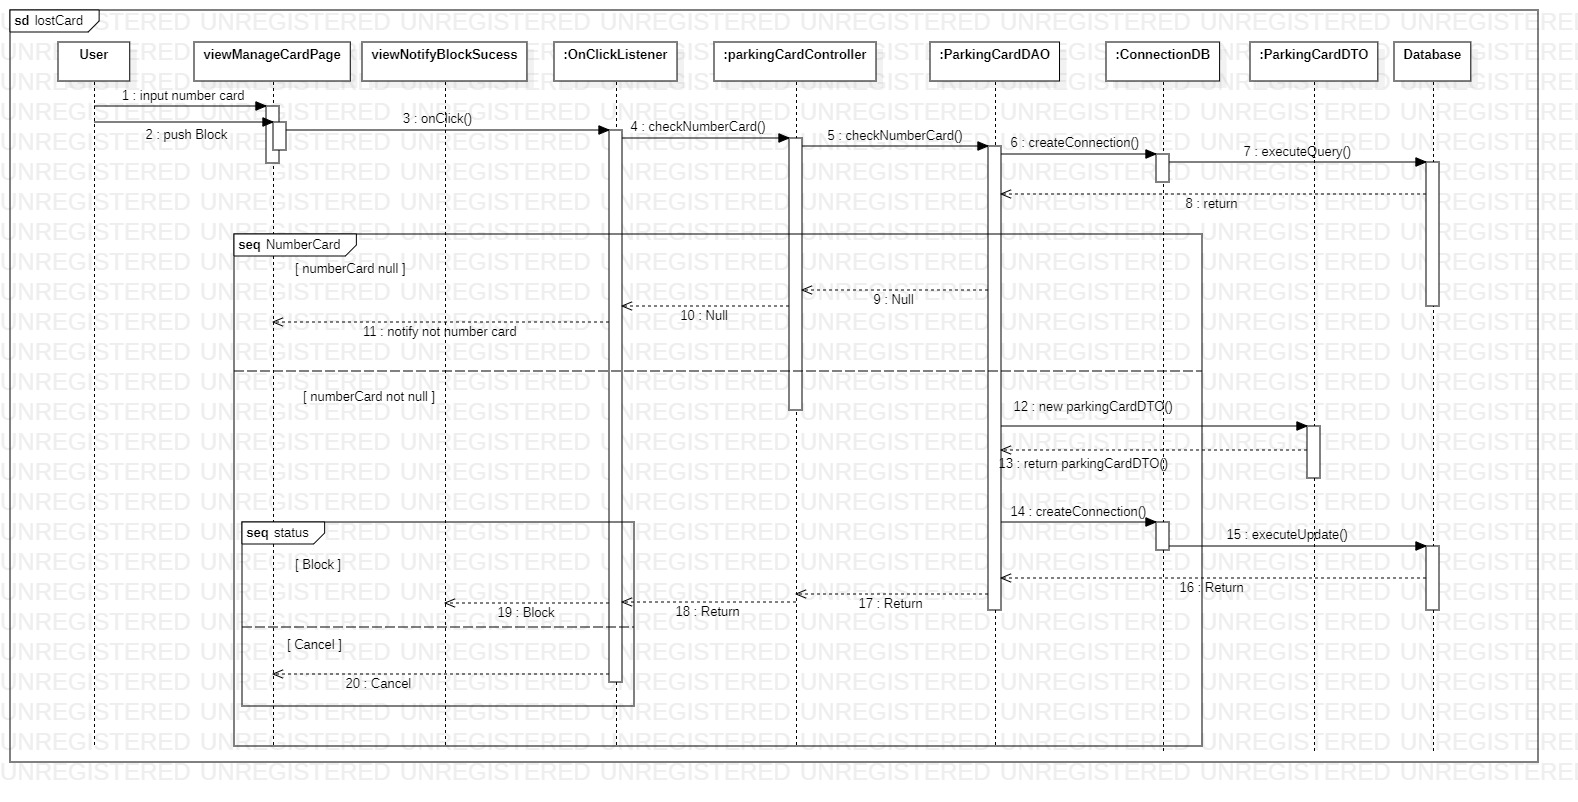 sd lostCard
User
viewManageCardPage
viewNotifyBlockSucess
:OnClickListener
:parkingCardController
:ParkingCardDAO
:ConnectionDB
:ParkingCardDTO
Database
1 : input number card
2 : push Block
3 : onClick()
4 : checkNumberCard()
5 : checkNumberCard()
6 : createConnection()
7 : executeQuery()
8 : return
seq NumberCard
[ numberCard null ]
9 : Null
10 : Null
11 : notify not number card
[ numberCard not null ]
12 : new parkingCardDTO()
13 : return parkingCardDTO()
14 : createConnection()
15 : executeUpdate()
seq status
[ Block ]
16 : Return
17 : Return
18 : Return
19 : Block
[ Cancel ]
20 : Cancel
UNREGISTERED